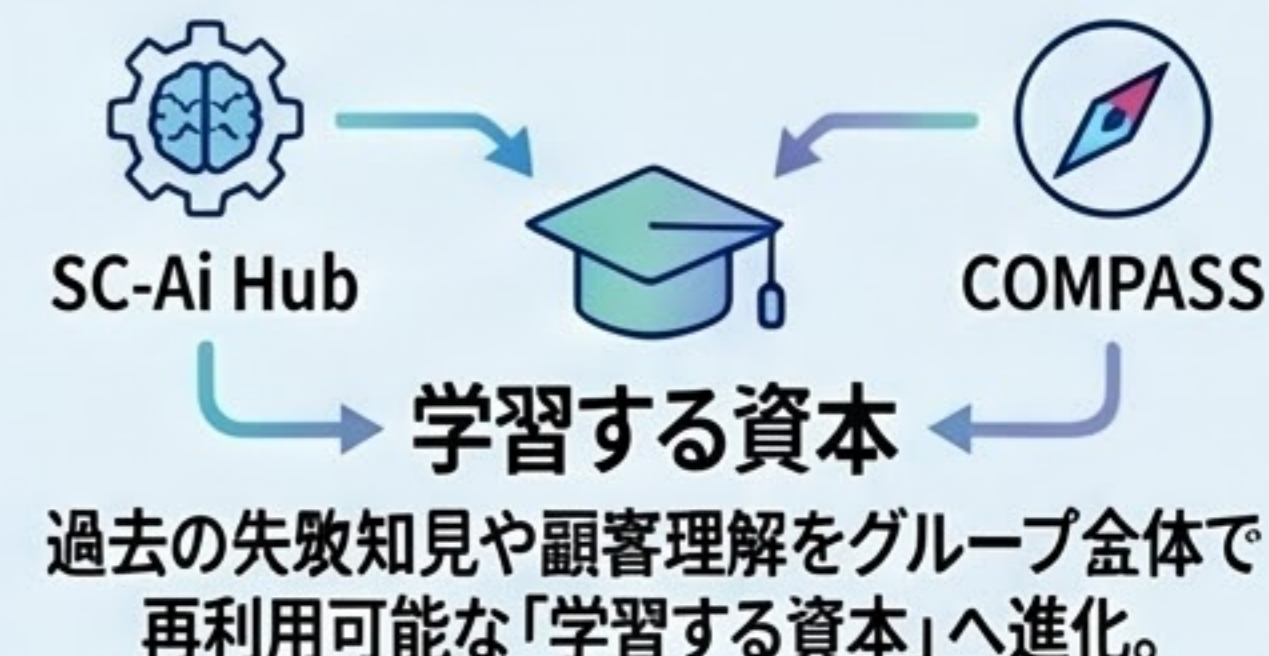 SC-Ai Hub
COMPASS
学習する資本
過去の失敗知見や顧客理解をグループ全体で
再利用可能な「学習する資本」へ進化。